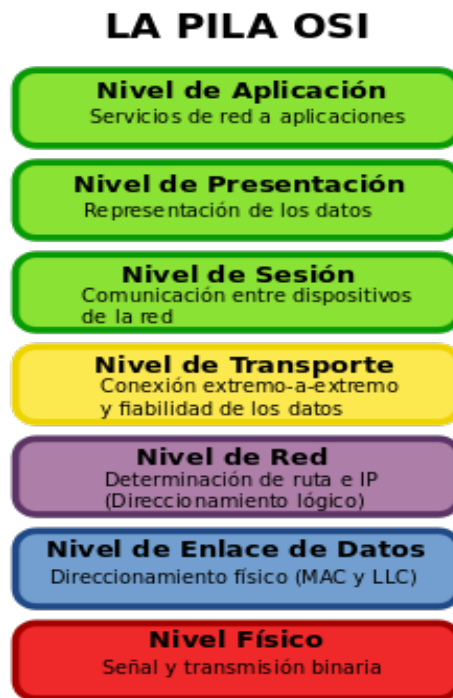 LA PILA OSI
Nivel de Aplicación
Servicios de red a aplicaciones
Nivel de Presentación
Representación de los datos
Nivel de Sesión
Comunicación entre dispositivos
de la red
Nivel de Transporte
Conexión extremo-a-extremo
y fiabilidad de los datos
Nivel de Red
Determinación de ruta e IP
(Direccionamiento lógico)
Nivel de Enlace de Datos
Direccionamiento físico (MAC y LLC)
Nivel Físico
Señal y transmisión binaria